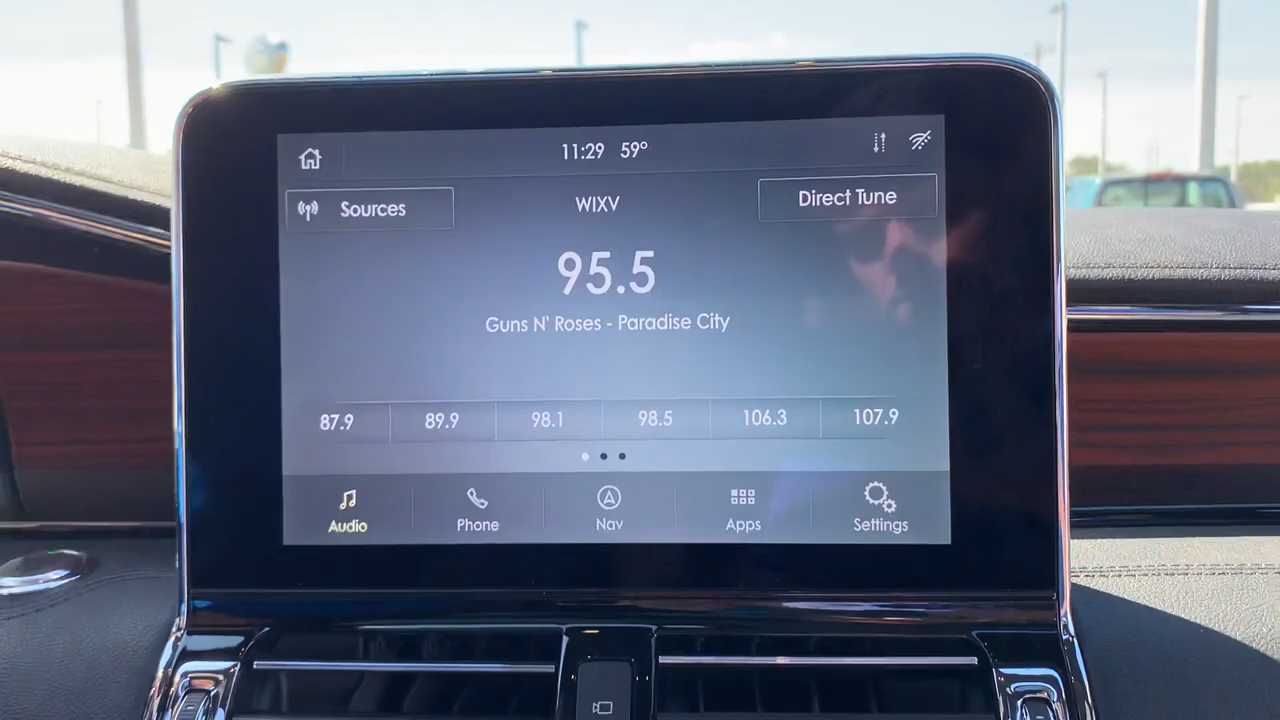 11:29 59°
Sources
WIXV
Direct Tune
95.5
Guns N' Roses - Paradise City
87.9 89.9 98.1 98.5 106.3 107.9
Audio Phone Nav Apps Settings